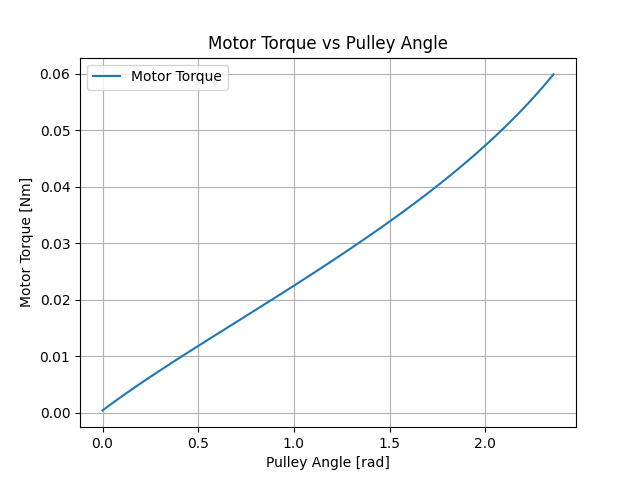 Motor Torque vs Pulley Angle
Motor Torque
0.06
0.05
0.04
0.03
0.02
0.01
0.00
Motor Torque [Nm]
0.0 0.5 1.0 1.5 2.0
Pulley Angle [rad]